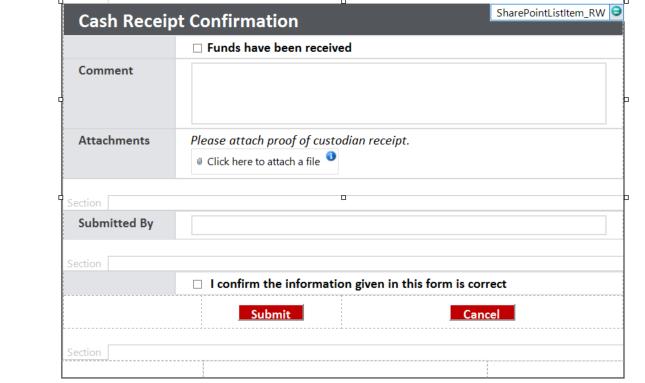 Cash Receipt Confirmation
SharePointListItem_RW
Funds have been received
Comment
Attachments
Please attach proof of custodian receipt.
Click here to attach a file
Section
Submitted By
Section
I confirm the information given in this form is correct
Submit
Cancel
Section